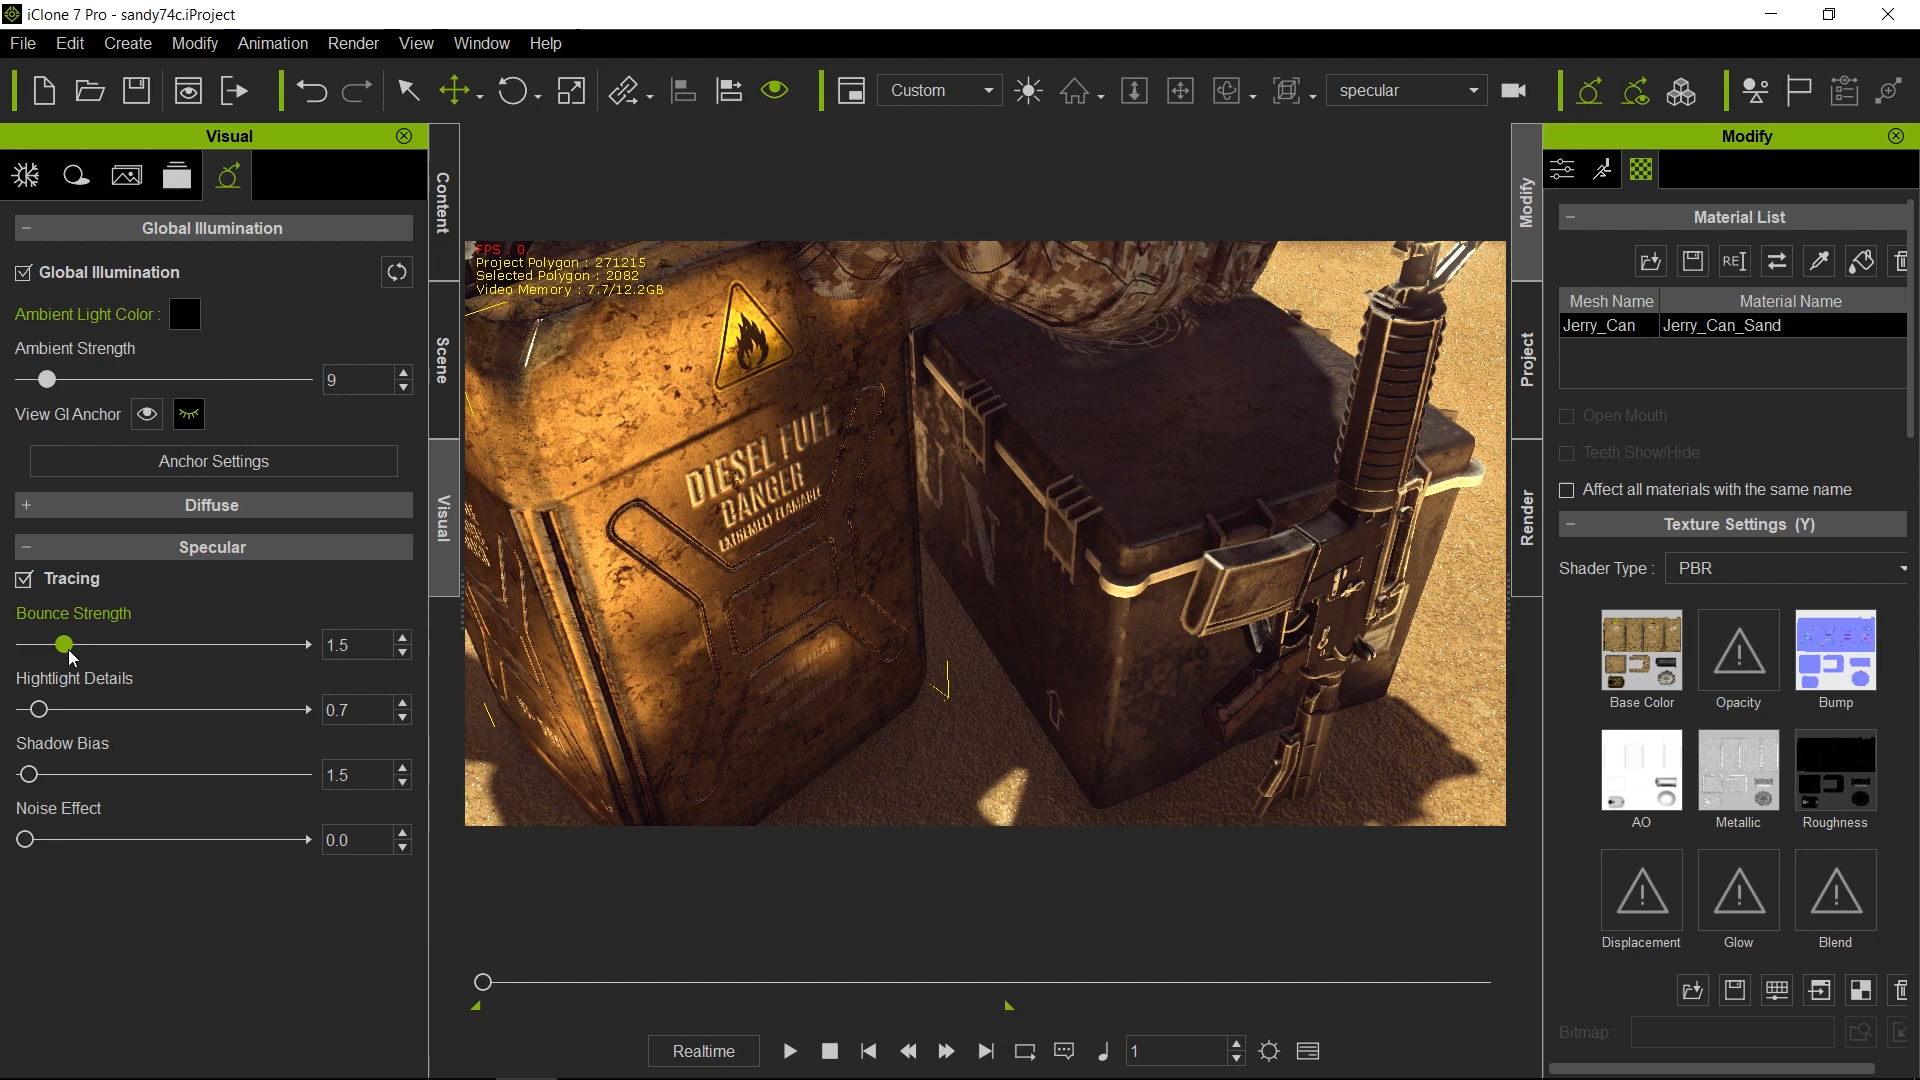 iClone 7 Pro - sandy74c.iProject
File Edit Create Modify Animation Render View Window Help
Custom
specular
Visual
Modify
Content
Scene
Visual
Global Illumination
Global Illumination
Ambient Light Color :
Ambient Strength
9
View GI Anchor
Anchor Settings
Diffuse
Specular
Tracing
Bounce Strength
1.5
Hightlight Details
0.7
Shadow Bias
1.5
Noise Effect
0.0
FPS : 0
Project Polygon : 271215
Selected Polygon : 2082
Video Memory : 7.7/12.2GB
DIESEL FUEL
DANGER
EXTREMELY FLAMABLE
Realtime
1
Modify
Project
Render
Material List
RE
Mesh Name Material Name
Jerry_Can Jerry_Can_Sand
Open Mouth
Teeth Show/Hide
Affect all materials with the same name
Texture Settings (Y)
Shader Type : PBR
Base Color Opacity Bump
AO Metallic Roughness
Displacement Glow Blend
Bitmap :